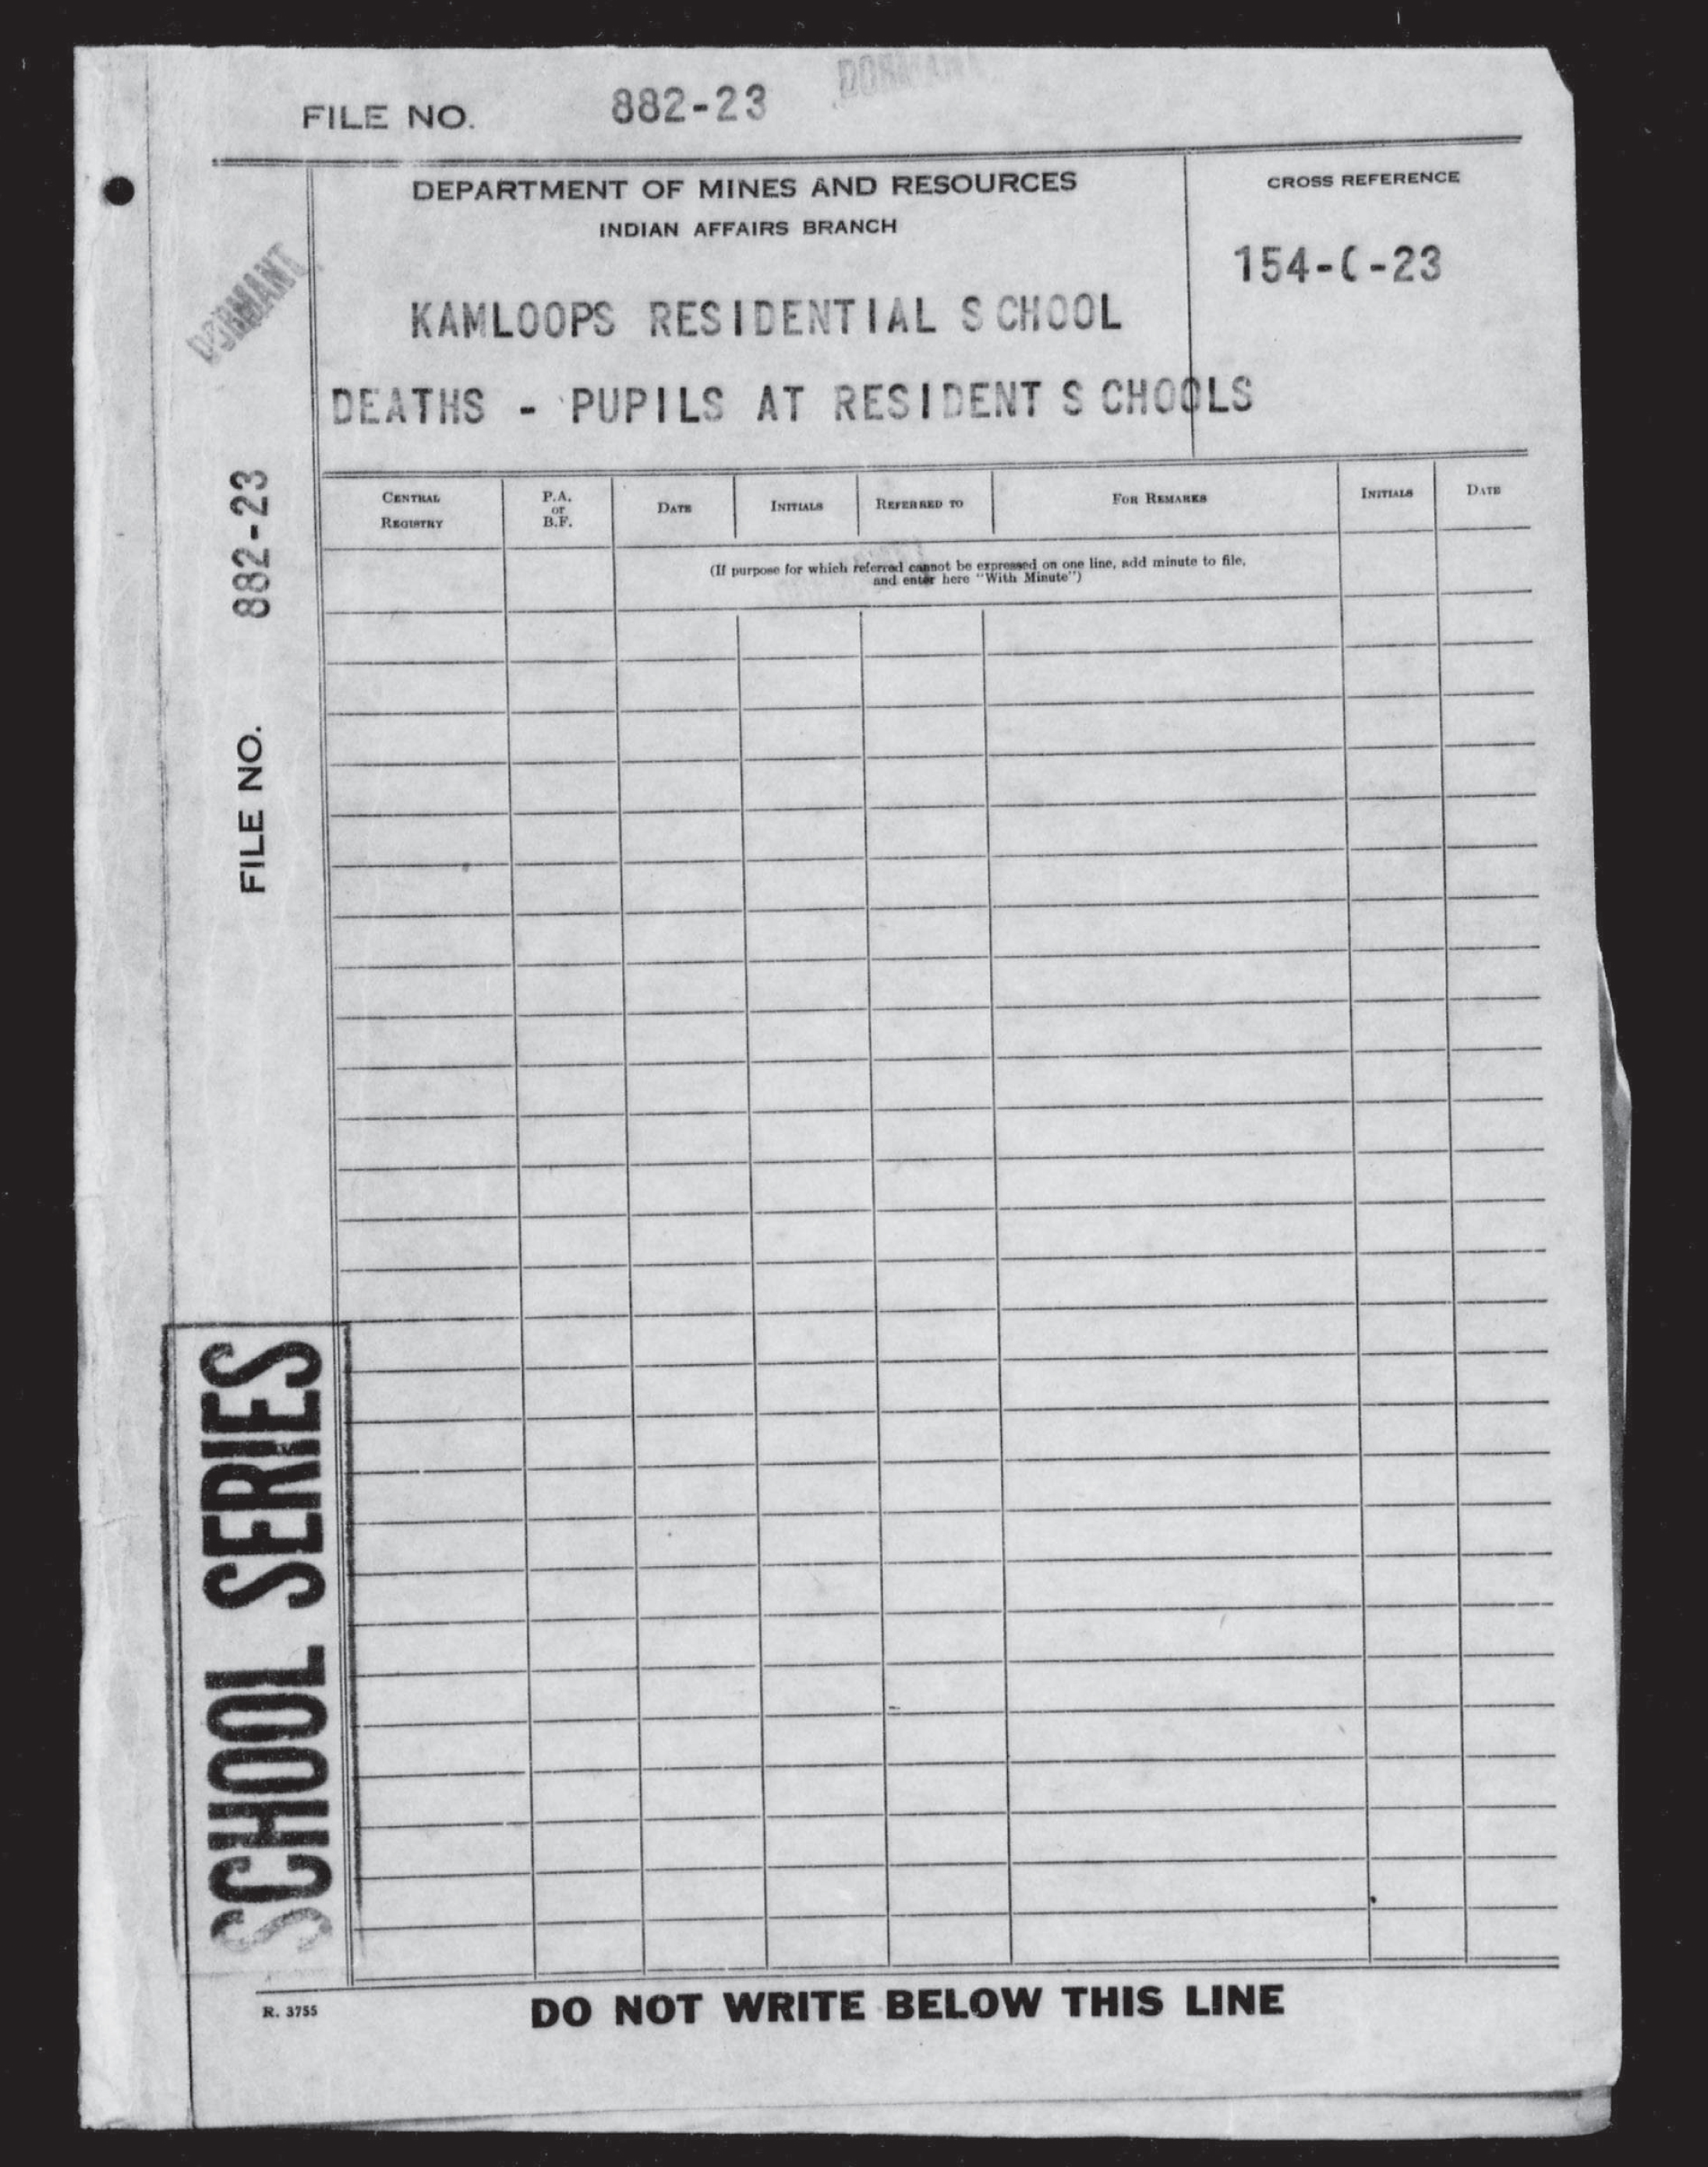 DORMANT
FILE NO. 882-23
DEPARTMENT OF MINES AND RESOURCES
INDIAN AFFAIRS BRANCH
CROSS REFERENCE
154-C-23
DORMANT
KAMLOOPS RESIDENTIAL SCHOOL
DEATHS - PUPILS AT RESIDENT SCHOOLS
CENTRAL REGISTRY
P.A. or B.F.
DATE
INITIALS
REFERRED TO
FOR REMARKS
INITIALS
DATE
(If purpose for which referred cannot be expressed on one line, add minute to file,
and enter here "With Minute")
FILE NO. 882-23
SCHOOL SERIES
R. 3755
DO NOT WRITE BELOW THIS LINE